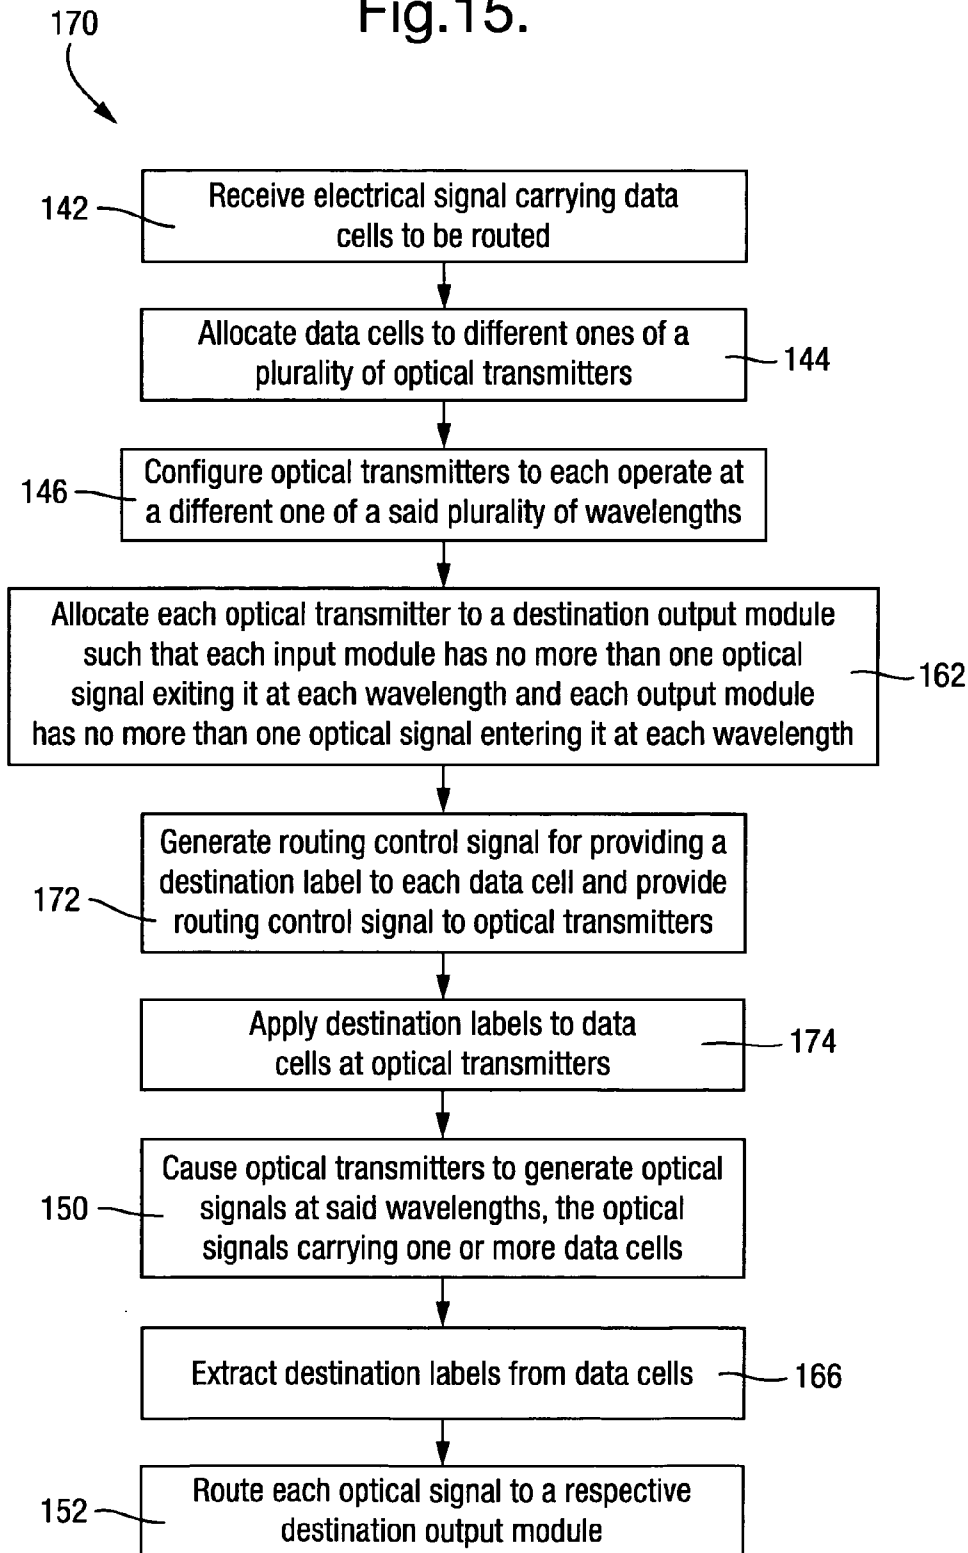 Fig.15.
170
142
Receive electrical signal carrying data
cells to be routed
Allocate data cells to different ones of a
plurality of optical transmitters
144
146
Configure optical transmitters to each operate at
a different one of a said plurality of wavelengths
Allocate each optical transmitter to a destination output module
such that each input module has no more than one optical
signal exiting it at each wavelength and each output module
has no more than one optical signal entering it at each wavelength
162
172
Generate routing control signal for providing a
destination label to each data cell and provide
routing control signal to optical transmitters
Apply destination labels to data
cells at optical transmitters
174
150
Cause optical transmitters to generate optical
signals at said wavelengths, the optical
signals carrying one or more data cells
Extract destination labels from data cells
166
152
Route each optical signal to a respective
destination output module